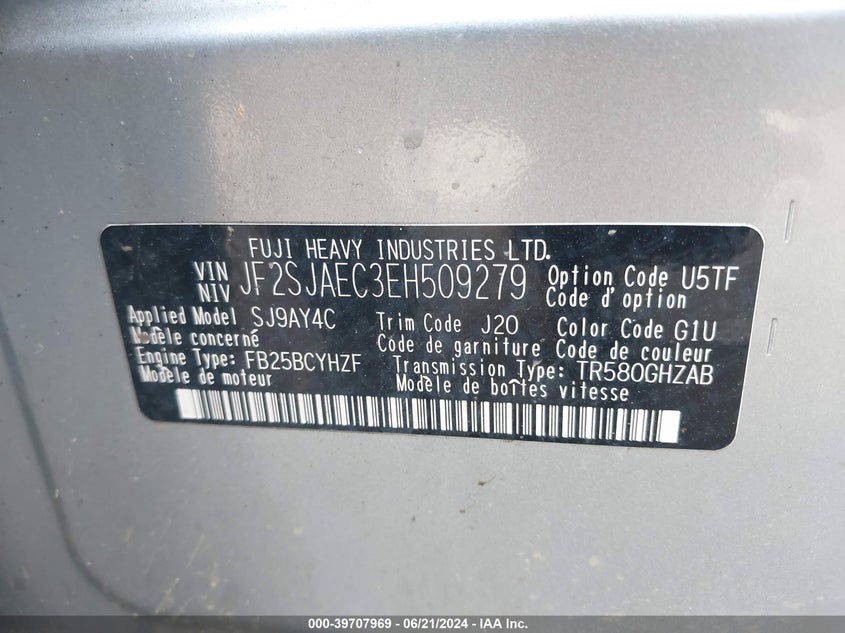 FUJI HEAVY INDUSTRIES LTD.
VIN
NIV JF2SJAEC3EH509279 Option Code U5TF
Code d'option
Applied Model SJ9AY4C Trim Code J20 Color Code G1U
Modèle concerné Code de garniture Code de couleur
Engine Type: FB25BCYHZF Transmission Type: TR580GHZAB
Modèle de moteur Modèle de boîtes vitesse
000-39707969 - 06/21/2024 - IAA Inc.